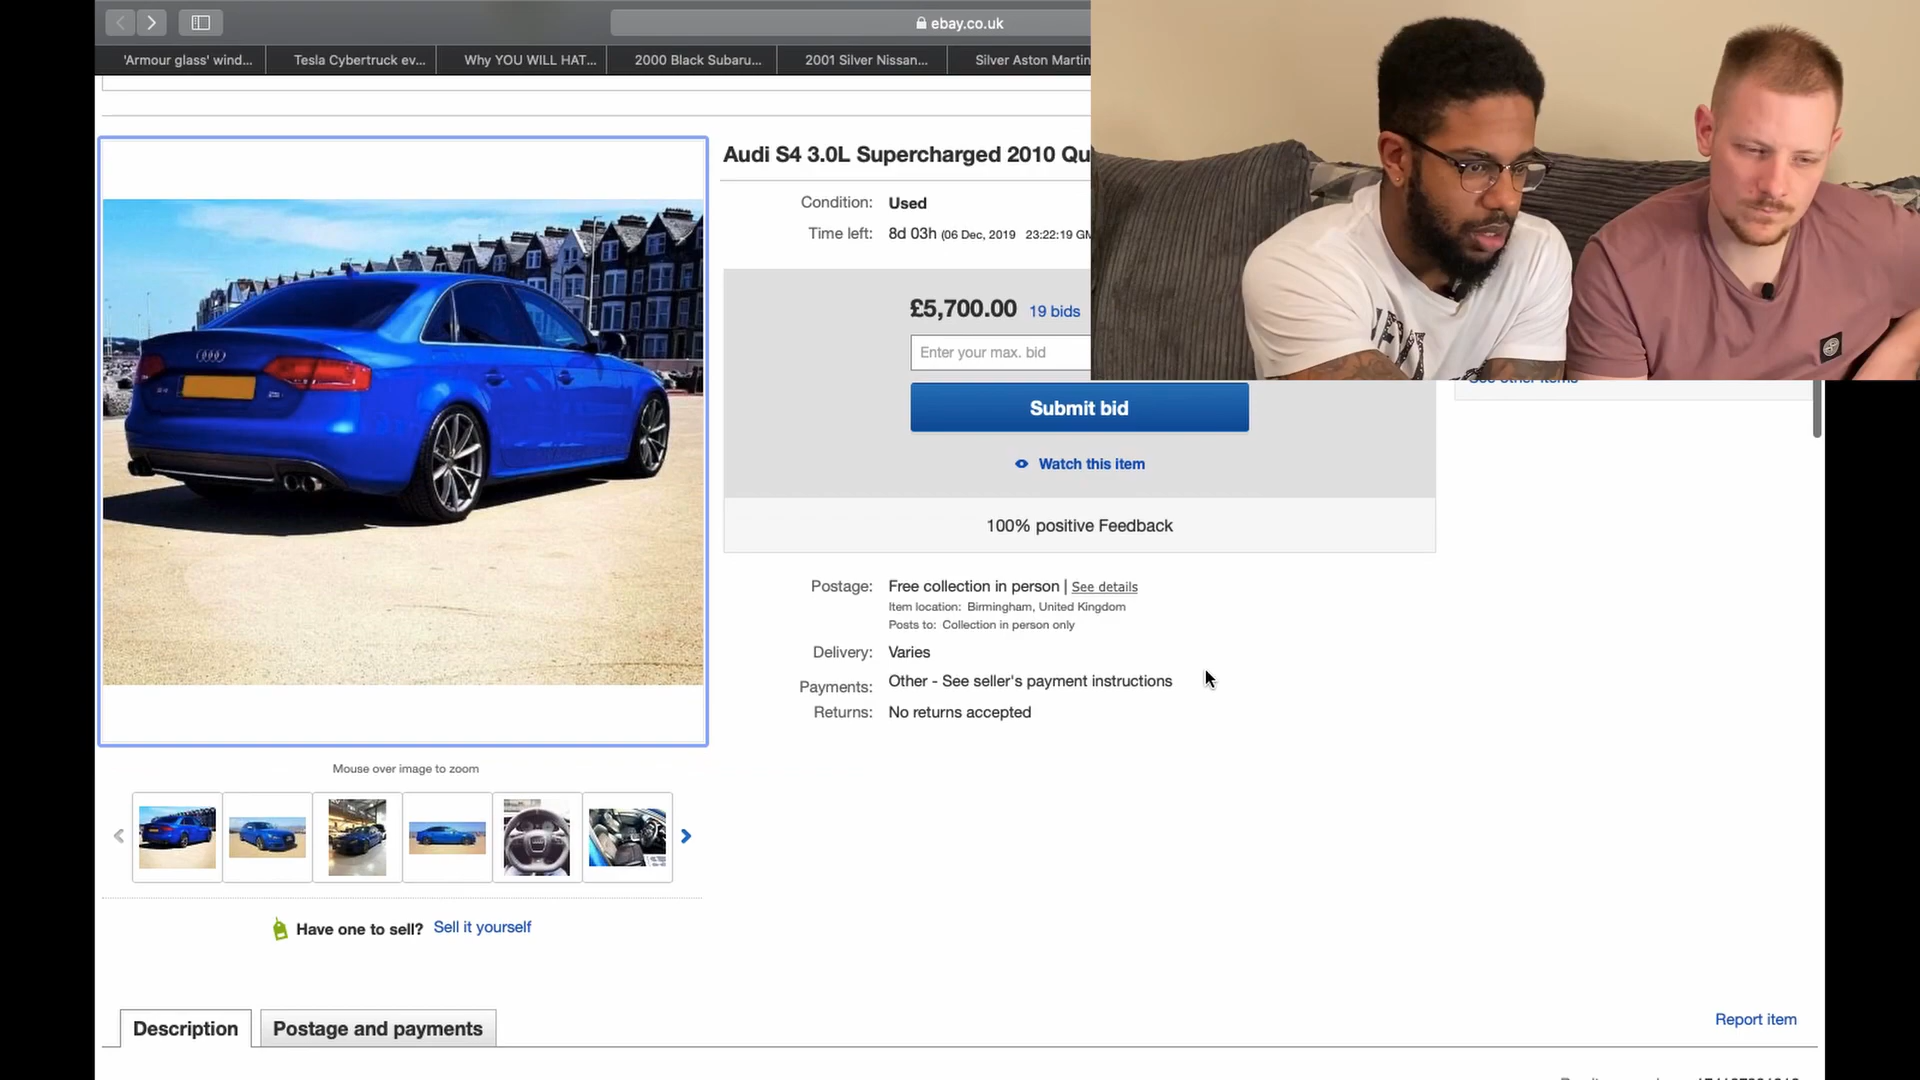 ebay.co.uk
'Armour glass' wind...
Tesla Cybertruck ev...
Why YOU WILL HAT...
2000 Black Subaru...
2001 Silver Nissan...
Silver Aston Martin
Audi S4 3.0L Supercharged 2010 Qu
Condition: Used
Time left: 8d 03h (06 Dec, 2019 23:22:19 GM
£5,700.00 19 bids
Enter your max. bid
See other items
Submit bid
Watch this item
100% positive Feedback
Postage: Free collection in person | See details
Item location: Birmingham, United Kingdom
Posts to: Collection in person only
Delivery: Varies
Payments: Other - See seller's payment instructions
Returns: No returns accepted
Mouse over image to zoom
Have one to sell? Sell it yourself
Description
Postage and payments
Report item